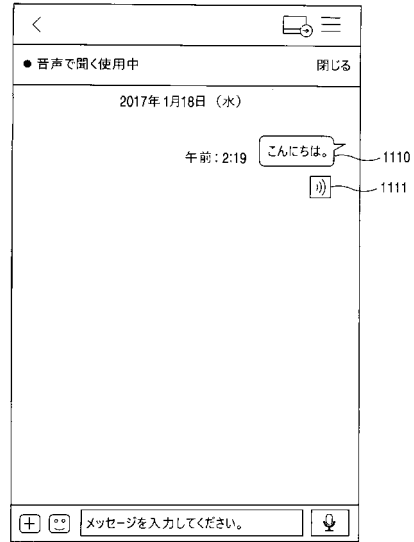 ● 音声で聞く使用中 閉じる
2017年1月18日 (水)
午前:2:19 こんにちは。 1110
1111
メッセージを入力してください。